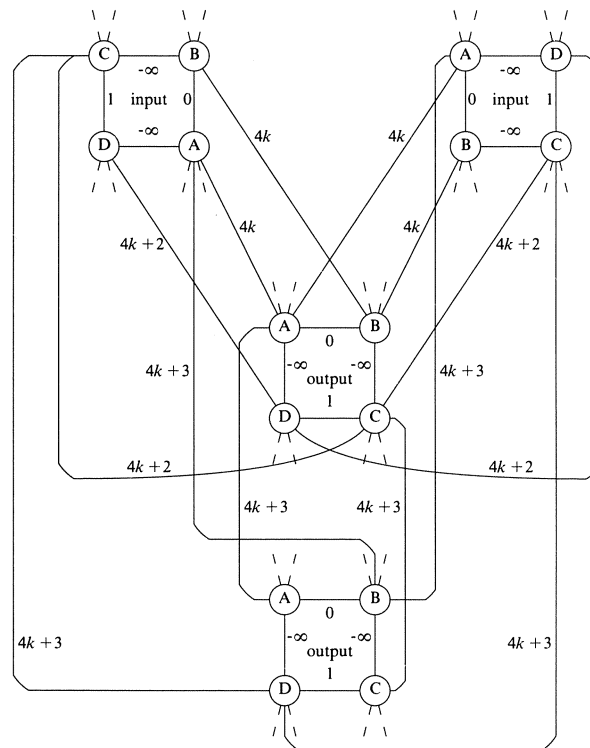 C B A D
-∞ -∞
1 input 0 0 input 1
-∞ -∞
D A B C
4k 4k
4k 4k
4k + 2 4k + 2
A B
0
4k + 3 -∞ -∞ 4k + 3
output
1
D C
4k + 2 4k + 2
4k + 3 4k + 3
A B
0
4k + 3 -∞ -∞ 4k + 3
output
1
D C